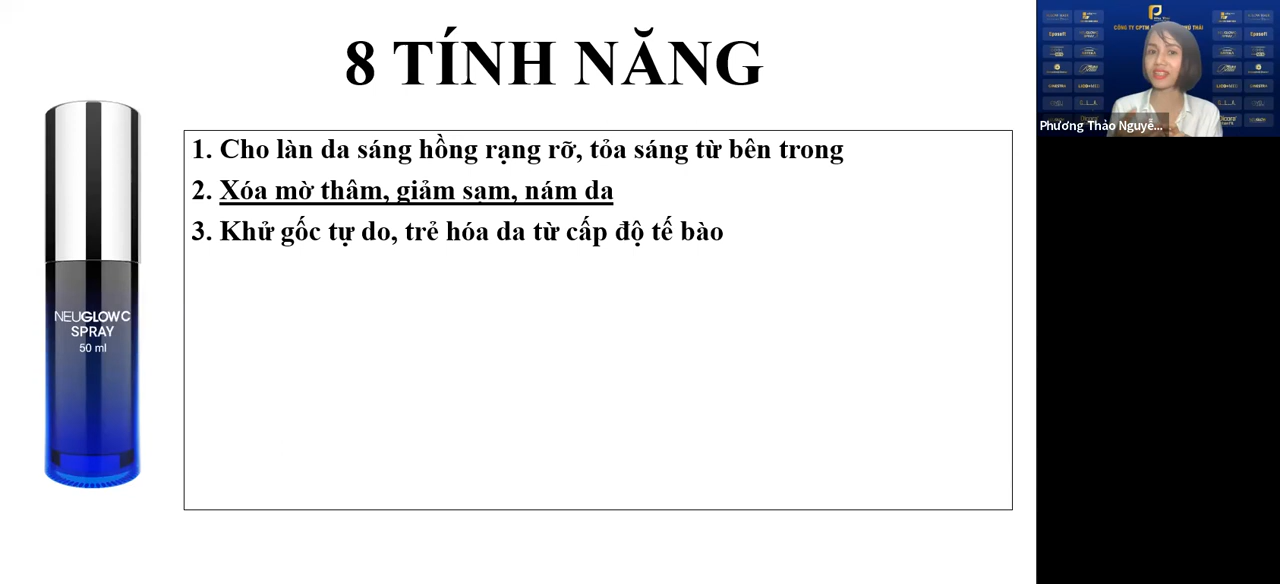 8 TÍNH NĂNG
1. Cho làn da sáng hồng rạng rỡ, tỏa sáng từ bên trong
2. Xóa mờ thâm, giảm sạm, nám da
3. Khử gốc tự do, trẻ hóa da từ cấp độ tế bào
NEUGLOWC
SPRAY
50 ml
Phương Thảo Nguyễ...